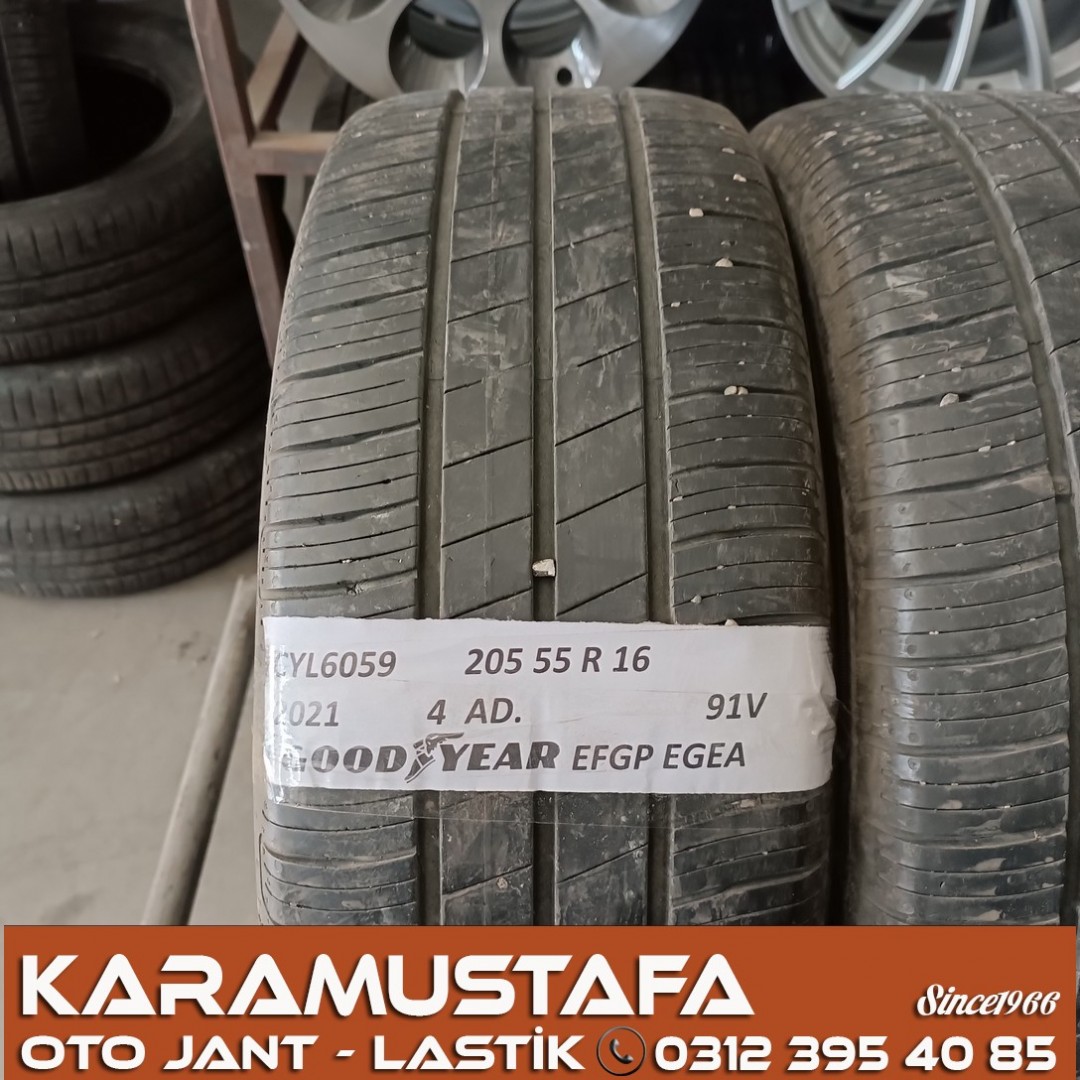 CYL6059 205 55 R 16
2021 4 AD. 91V
GOODYEAR EFGP EGEA
KARAMUSTAFA
Since1966
OTO JANT - LASTİK 0312 395 40 85